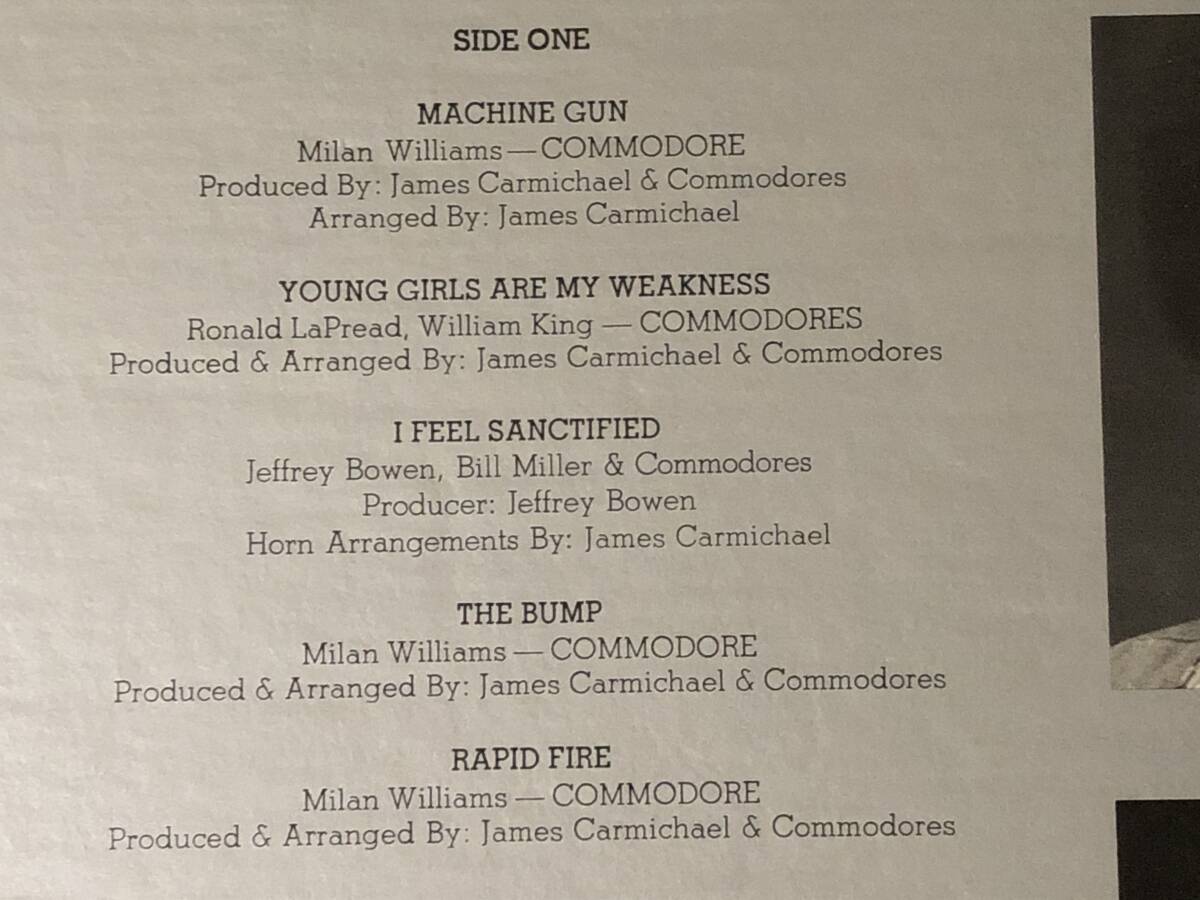 SIDE ONE
MACHINE GUN
Milan Williams — COMMODORE
Produced By: James Carmichael & Commodores
Arranged By: James Carmichael
YOUNG GIRLS ARE MY WEAKNESS
Ronald LaPread, William King — COMMODORES
Produced & Arranged By: James Carmichael & Commodores
I FEEL SANCTIFIED
Jeffrey Bowen, Bill Miller & Commodores
Producer: Jeffrey Bowen
Horn Arrangements By: James Carmichael
THE BUMP
Milan Williams — COMMODORE
Produced & Arranged By: James Carmichael & Commodores
RAPID FIRE
Milan Williams — COMMODORE
Produced & Arranged By: James Carmichael & Commodores